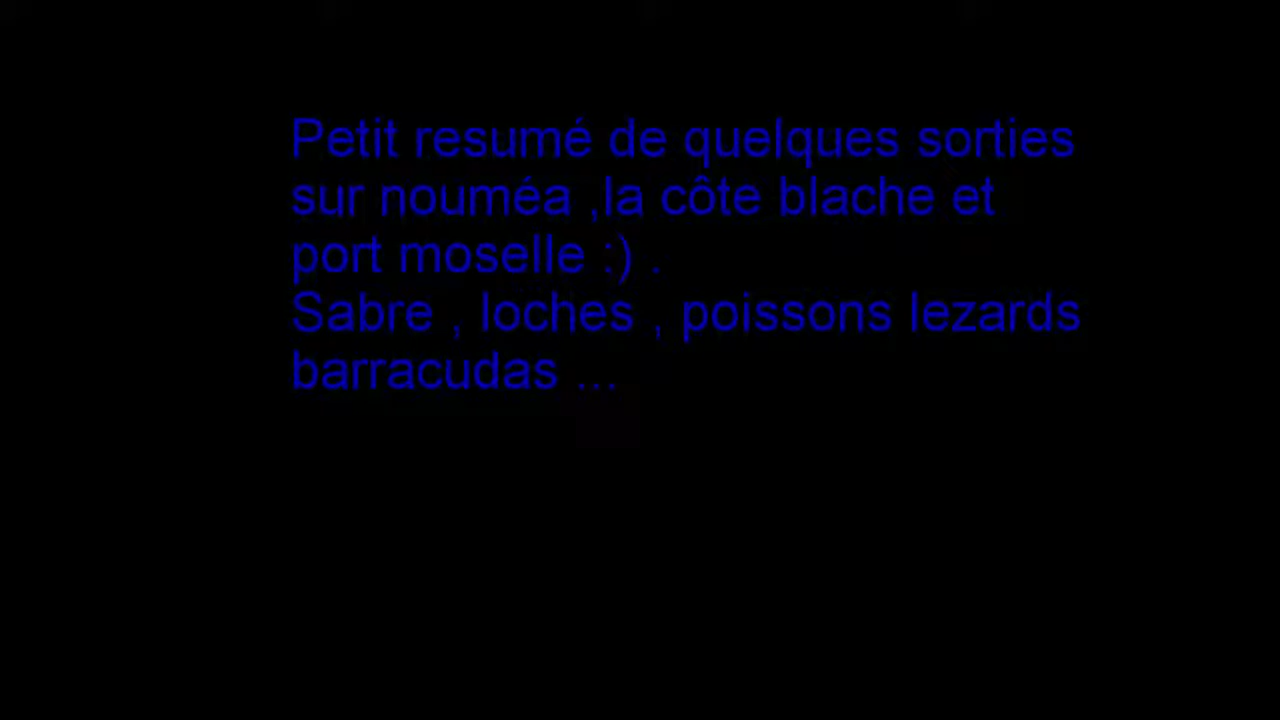 Petit resumé de quelques sorties
sur nouméa ,la côte blache et
port moselle :) .
Sabre , loches , poissons lezards
barracudas ...